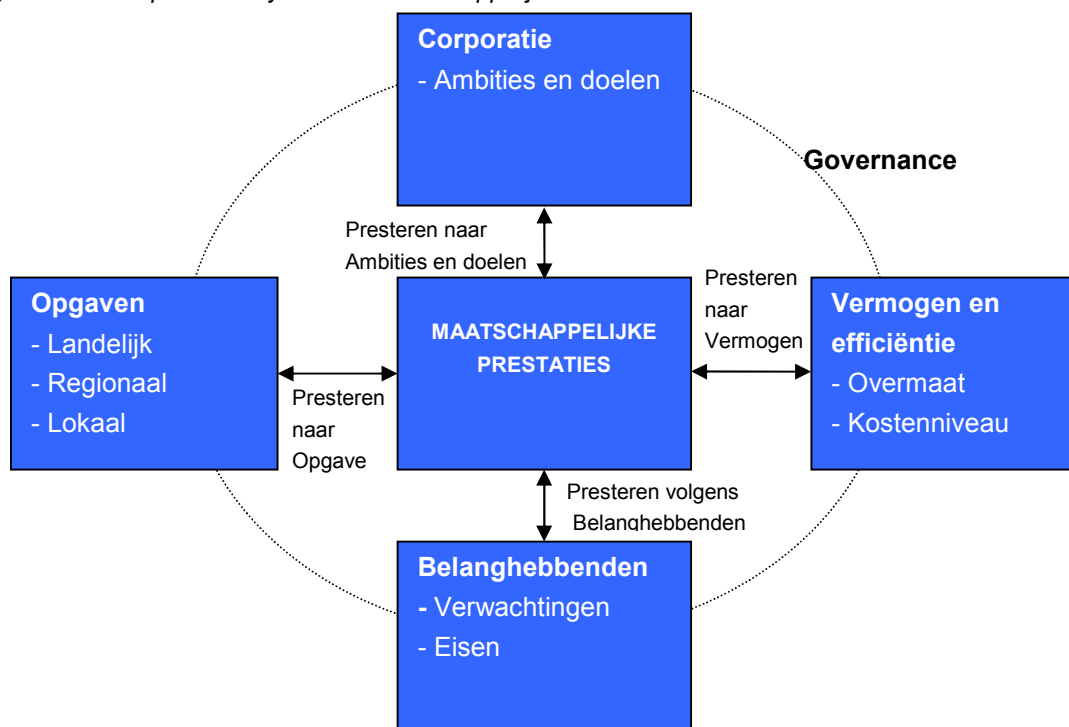 Corporatie
- Ambities en doelen
Governance
Presteren naar
Ambities en doelen
Opgaven
- Landelijk
- Regionaal
- Lokaal
Presteren
naar
Opgave
MAATSCHAPPELIJKE
PRESTATIES
Presteren
naar
Vermogen
Vermogen en
efficiëntie
- Overmaat
- Kostenniveau
Presteren volgens
Belanghebbenden
Belanghebbenden
- Verwachtingen
- Eisen